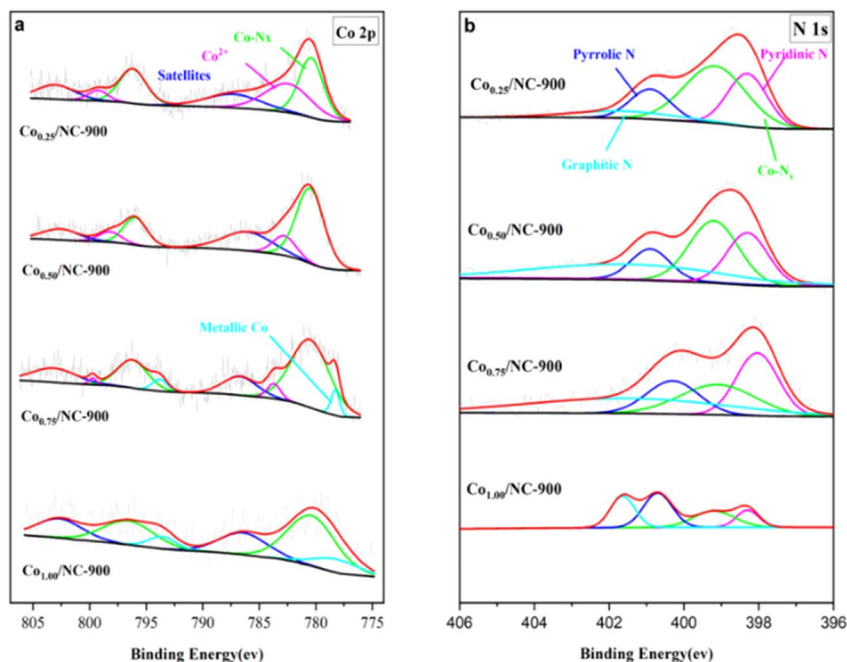 a
Co 2p
Co-Nx
Co²⁺
Satellites
Co₀.₂₅/NC-900
Co₀.₅₀/NC-900
Metallic Co
Co₀.₇₅/NC-900
Co₁.₀₀/NC-900
805 800 795 790 785 780 775
Binding Energy(ev)
b
N 1s
Pyrrolic N
Pyridinic N
Co₀.₂₅/NC-900
Graphitic N
Co-Nₓ
Co₀.₅₀/NC-900
Co₀.₇₅/NC-900
Co₁.₀₀/NC-900
406 404 402 400 398 396
Binding Energy(ev)